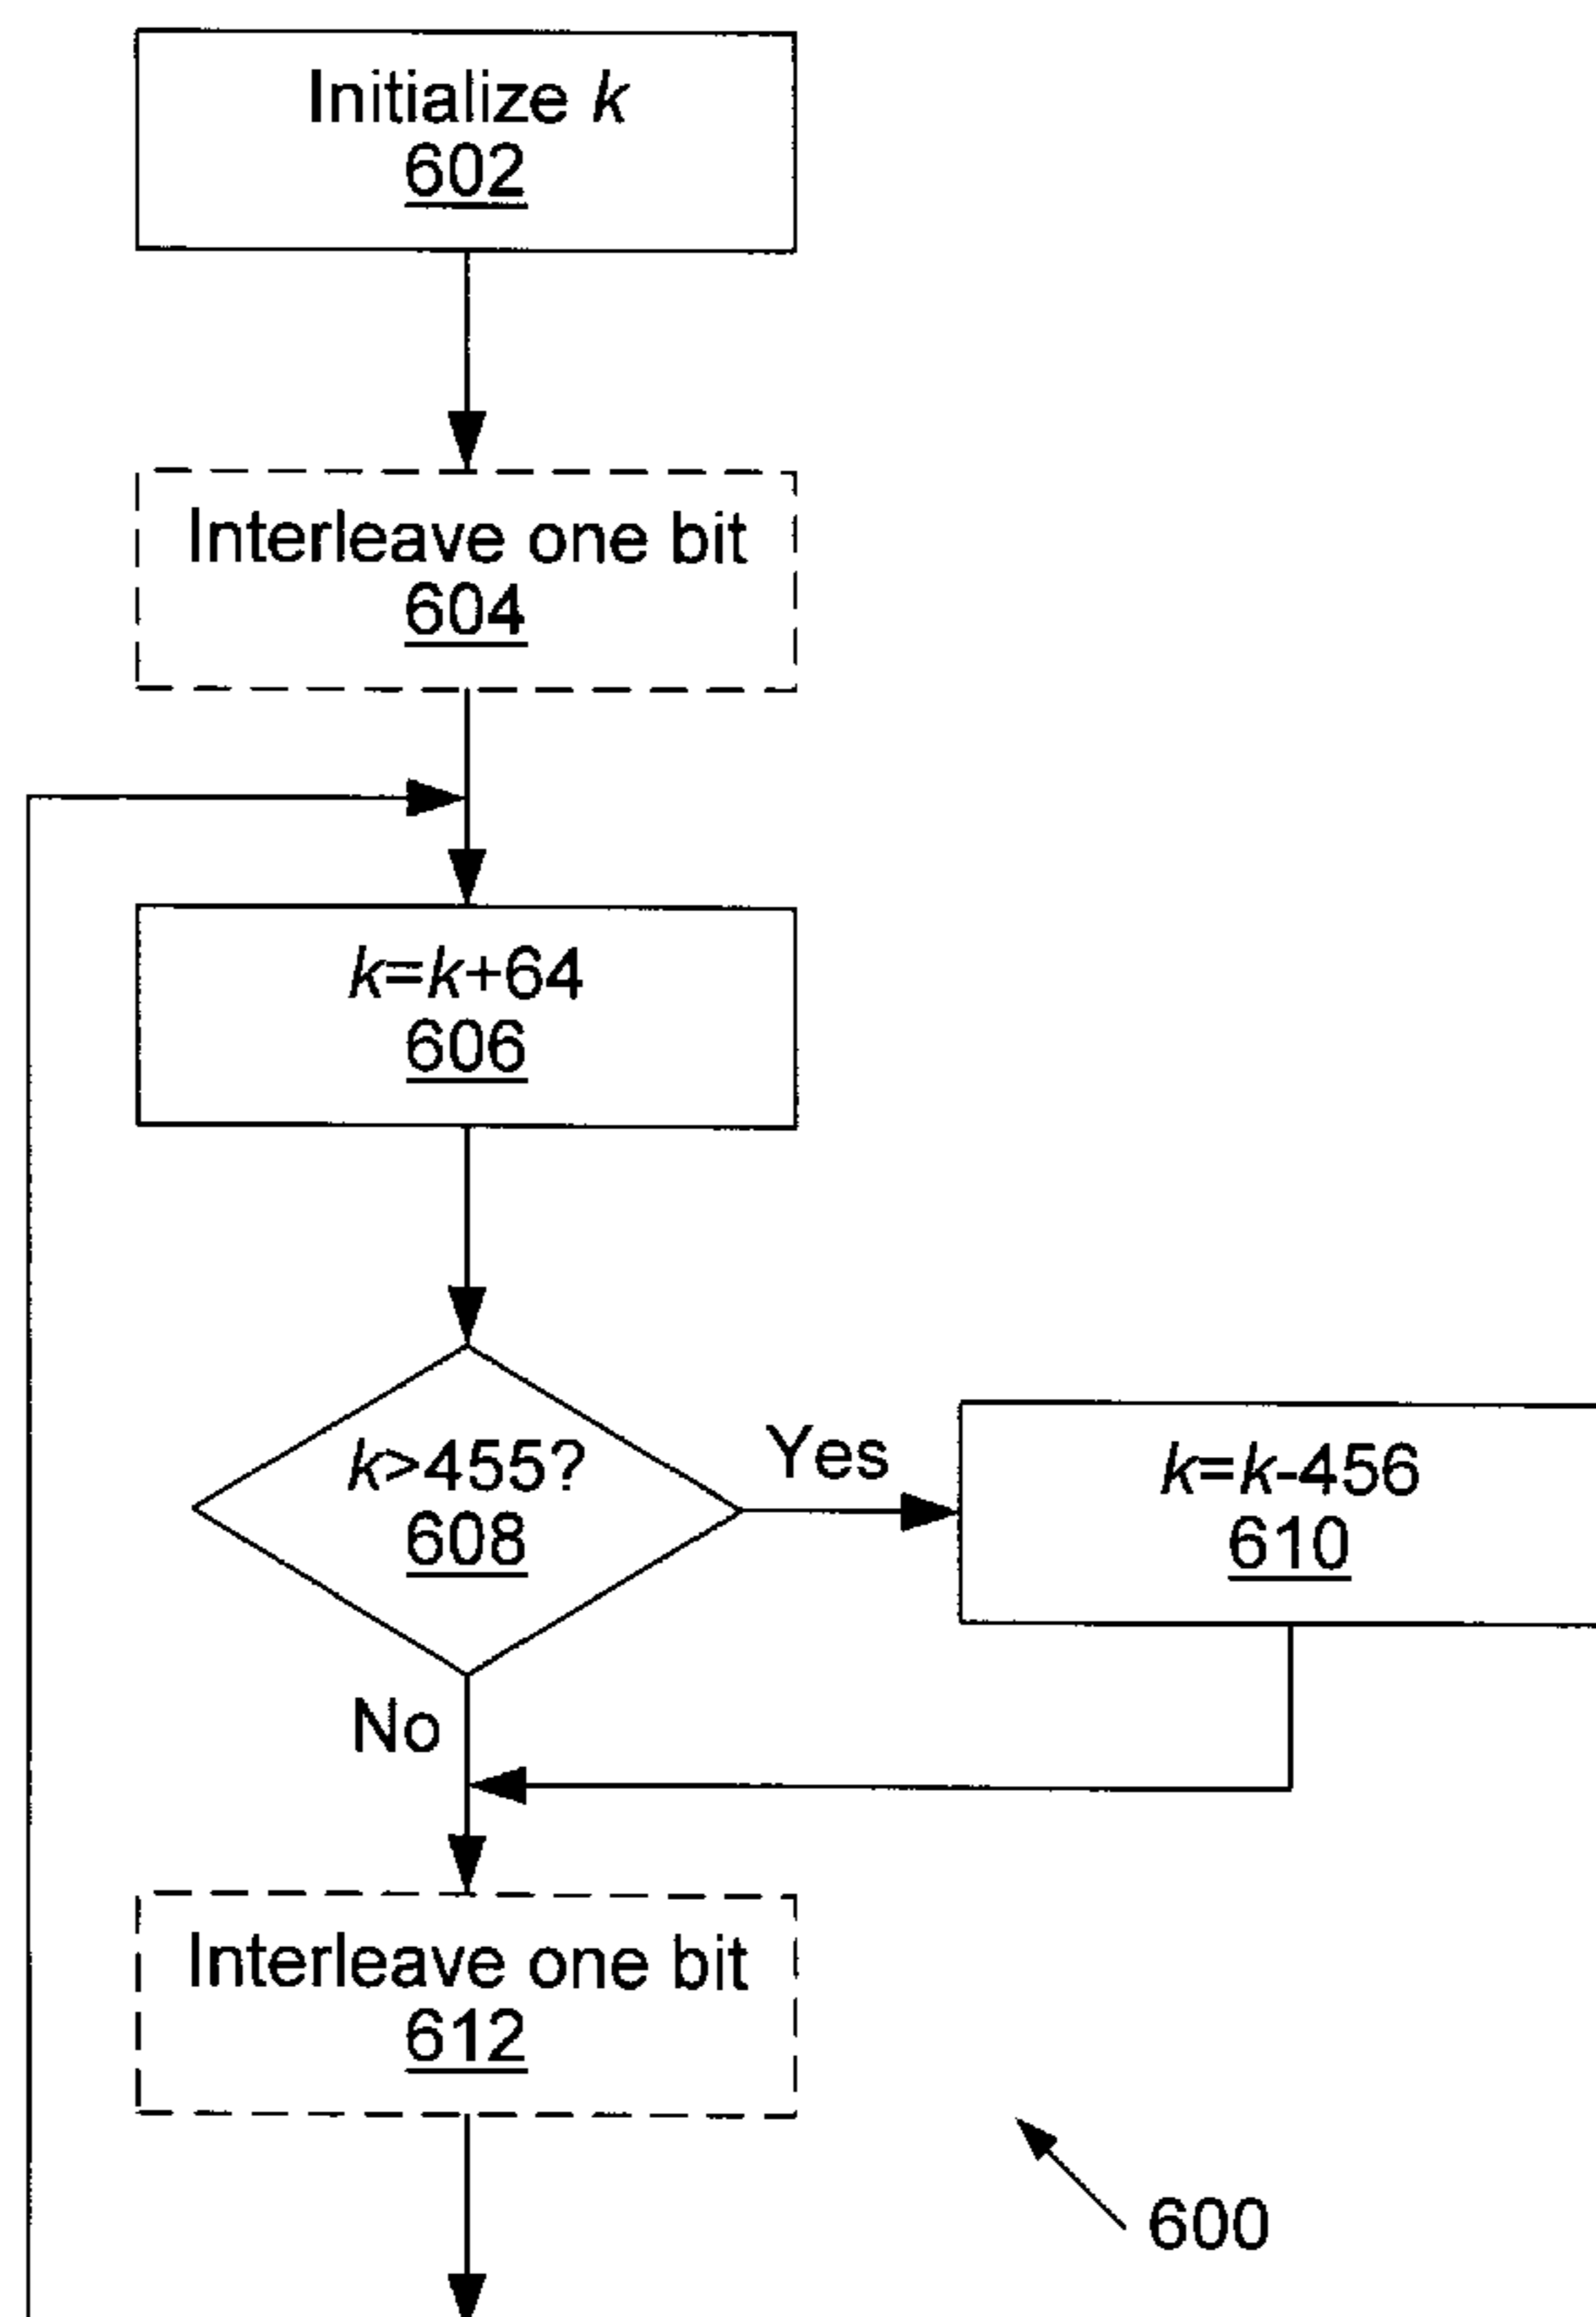 Initialize k
602
Interleave one bit
604
k=k+64
606
k>455?
608
Yes
k=k-456
610
No
Interleave one bit
612
600